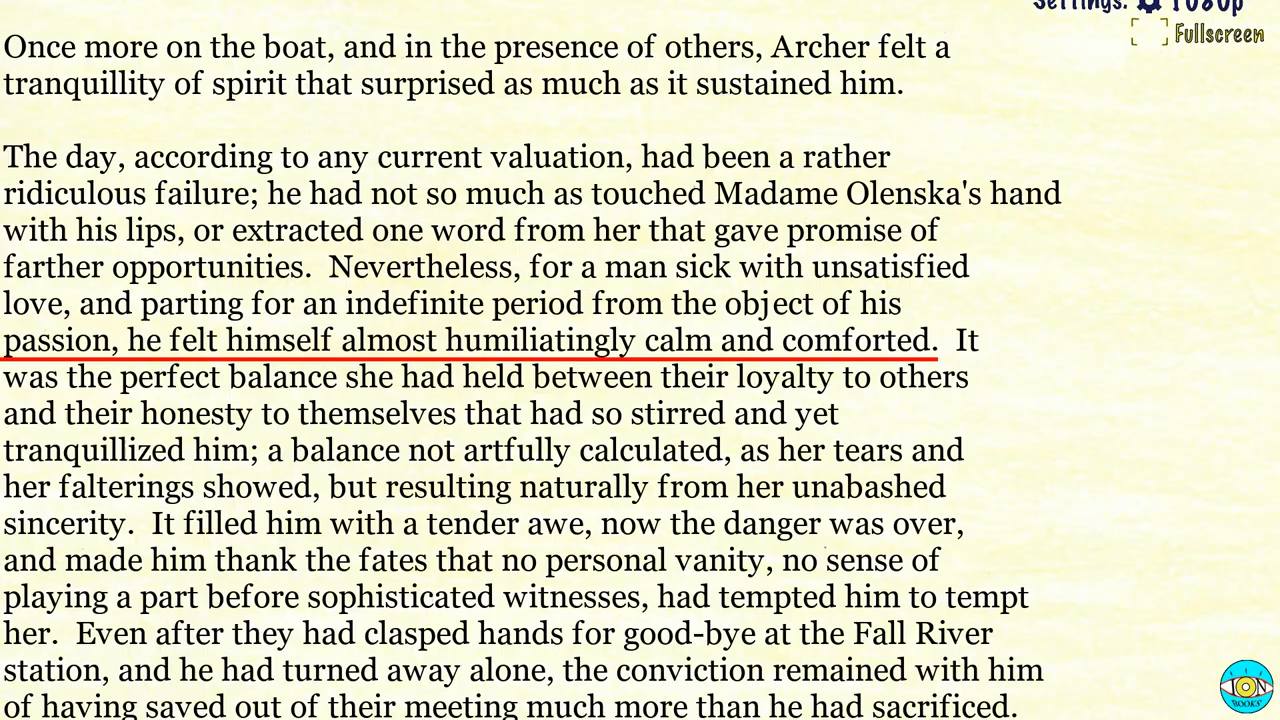 Settings: 1080p
Fullscreen
Once more on the boat, and in the presence of others, Archer felt a
tranquillity of spirit that surprised as much as it sustained him.
The day, according to any current valuation, had been a rather
ridiculous failure; he had not so much as touched Madame Olenska's hand
with his lips, or extracted one word from her that gave promise of
farther opportunities.  Nevertheless, for a man sick with unsatisfied
love, and parting for an indefinite period from the object of his
passion, he felt himself almost humiliatingly calm and comforted.  It
was the perfect balance she had held between their loyalty to others
and their honesty to themselves that had so stirred and yet
tranquillized him; a balance not artfully calculated, as her tears and
her falterings showed, but resulting naturally from her unabashed
sincerity.  It filled him with a tender awe, now the danger was over,
and made him thank the fates that no personal vanity, no sense of
playing a part before sophisticated witnesses, had tempted him to tempt
her.  Even after they had clasped hands for good-bye at the Fall River
station, and he had turned away alone, the conviction remained with him
of having saved out of their meeting much more than he had sacrificed.
ION
BOOKS